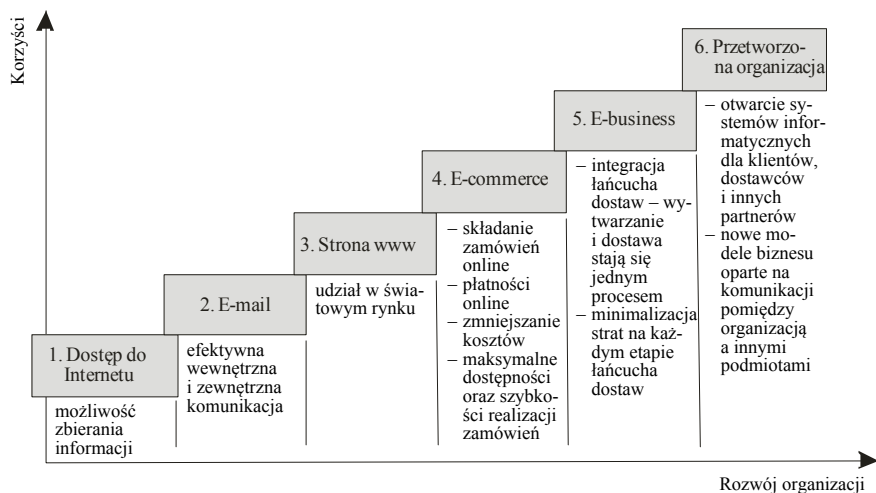 Korzyści
1. Dostęp do
Internetu
możliwość
zbierania
informacji
2. E-mail
efektywna
wewnętrzna
i zewnętrzna
komunikacja
3. Strona www
udział w świa-
towym rynku
4. E-commerce
– składanie
zamówień
online
– płatności
online
– zmniejszanie
kosztów
– maksymalne
dostępności
oraz szybko-
ści realizacji
zamówień
5. E-business
– integracja
łańcucha
dostaw – wy-
twarzanie
i dostawa
stają się
jednym
procesem
– minimalizacja
strat na każ-
dym etapie
łańcucha
dostaw
6. Przetworzo-
na organizacja
– otwarcie sy-
stemów infor-
matycznych
dla klientów,
dostawców
i innych
partnerów
– nowe mo-
dele biznesu
oparte na
komunikacji
pomiędzy
organizacją
a innymi
podmiotami
Rozwój organizacji